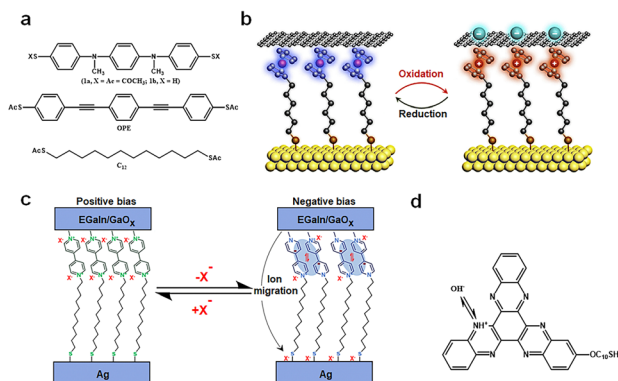 a
XS
N
N
SX
CH3
CH3
(1a, X = Ac = COCH3; 1b, X = H)
AcS
SAc
OPE
AcS
SAc
C12
b
Oxidation
Reduction
c
Positive bias
Negative bias
EGaIn/GaOX
EGaIn/GaOX
-X-
+X-
Ion
migration
Ag
Ag
d
OH-
NH+
N
N
N
N
N
OC10SH